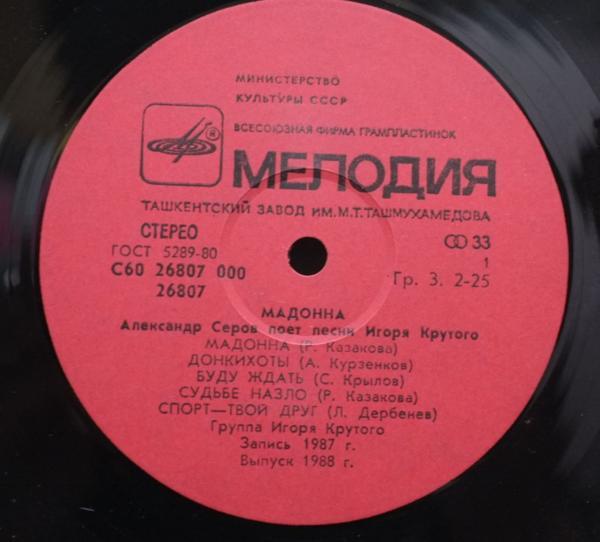 МИНИСТЕРСТВО
КУЛЬТУРЫ СССР
ВСЕСОЮЗНАЯ ФИРМА ГРАМПЛАСТИНОК
®
МЕЛОДИЯ
ТАШКЕНТСКИЙ ЗАВОД ИМ.М.Т.ТАШМУХАМЕДОВА
СТЕРЕО 33
ГОСТ 5289-80 1
С60 26807 000 Гр. 3. 2-25
26807
МАДОННА
Александр Серов поет песни Игоря Крутого
МАДОННА (Р. Казакова)
ДОНКИХОТЫ (А. Курзенков)
БУДУ ЖДАТЬ (С. Крылов)
СУДЬБЕ НАЗЛО (Р. Казакова)
СПОРТ—ТВОЙ ДРУГ (Л. Дербенев)
Группа Игоря Крутого
Запись 1987 г.
Выпуск 1988 г.